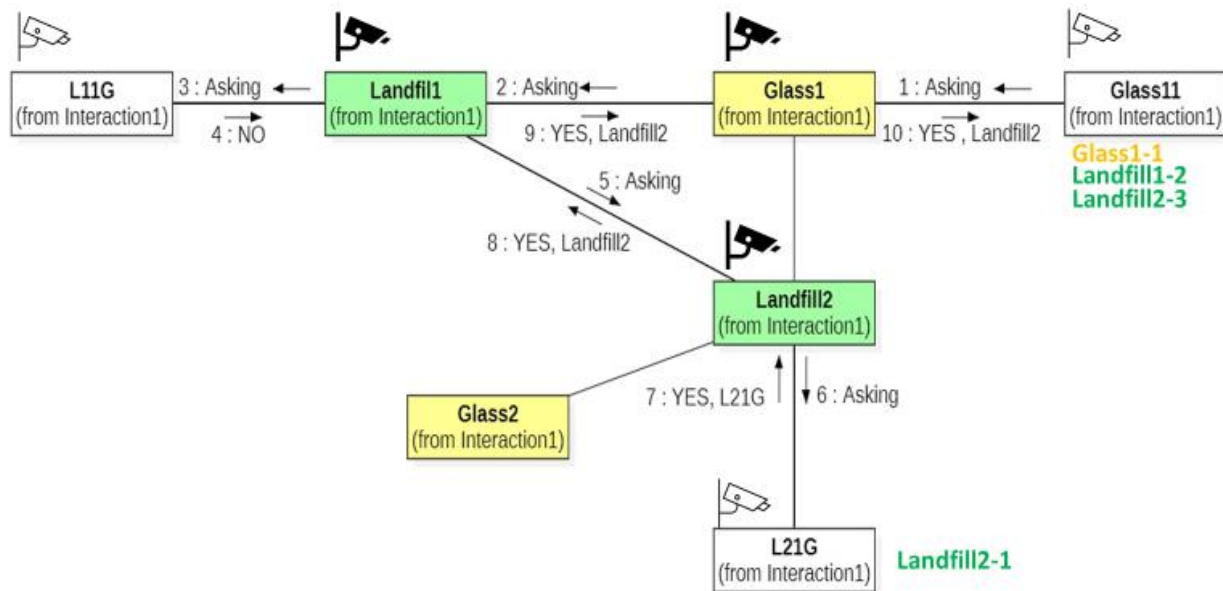 3 : Asking
2 : Asking
1 : Asking
L11G
(from Interaction1)
Landfil1
(from Interaction1)
Glass1
(from Interaction1)
Glass11
(from Interaction1)
4 : NO
9 : YES, Landfill2
10 : YES , Landfill2
Glass1-1
Landfill1-2
Landfill2-3
5 : Asking
8 : YES, Landfill2
Landfill2
(from Interaction1)
7 : YES, L21G
6 : Asking
Glass2
(from Interaction1)
L21G
(from Interaction1)
Landfill2-1